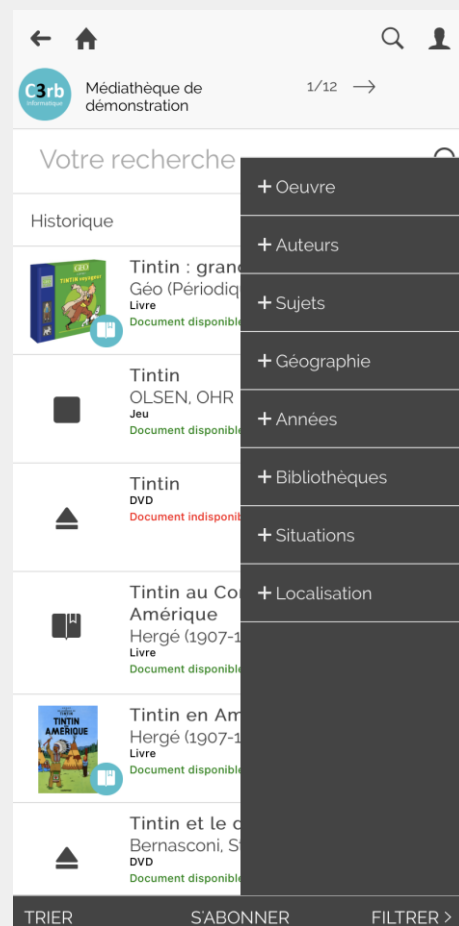 C3rb
Informatique
Médiathèque de
démonstration
1/12
Votre recherche
Historique
+ Oeuvre
+ Auteurs
+ Sujets
+ Géographie
+ Années
+ Bibliothèques
+ Situations
+ Localisation
GEO
TINTIN
Tintin : gran
Géo (Périodiq
Livre
Document disponible
Tintin
OLSEN, OHR
Jeu
Document disponible
Tintin
DVD
Document indisponib
Tintin au Co
Amérique
Hergé (1907-1
Livre
Document disponible
TINTIN
AMÉRIQUE
Tintin en Am
Hergé (1907-1
Livre
Document disponible
Tintin et le c
Bernasconi, S
DVD
Document disponible
TRIER
S'ABONNER
FILTRER >